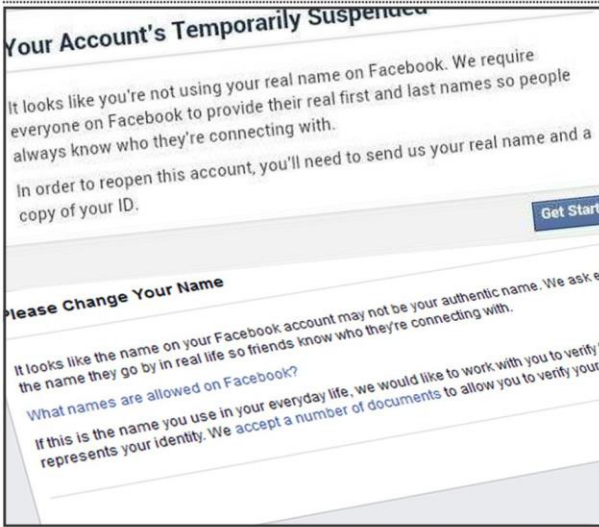 Your Account's Temporarily Suspended
It looks like you're not using your real name on Facebook. We require
everyone on Facebook to provide their real first and last names so people
always know who they're connecting with.
In order to reopen this account, you'll need to send us your real name and a
copy of your ID.
Get Start
Please Change Your Name
It looks like the name on your Facebook account may not be your authentic name. We ask e
the name they go by in real life so friends know who they're connecting with.
What names are allowed on Facebook?
If this is the name you use in your everyday life, we would like to work with you to verify
represents your identity. We accept a number of documents to allow you to verify your